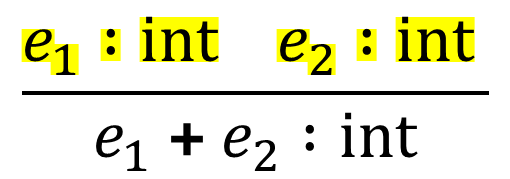 e₁ : int e₂ : int
e₁ + e₂ : int